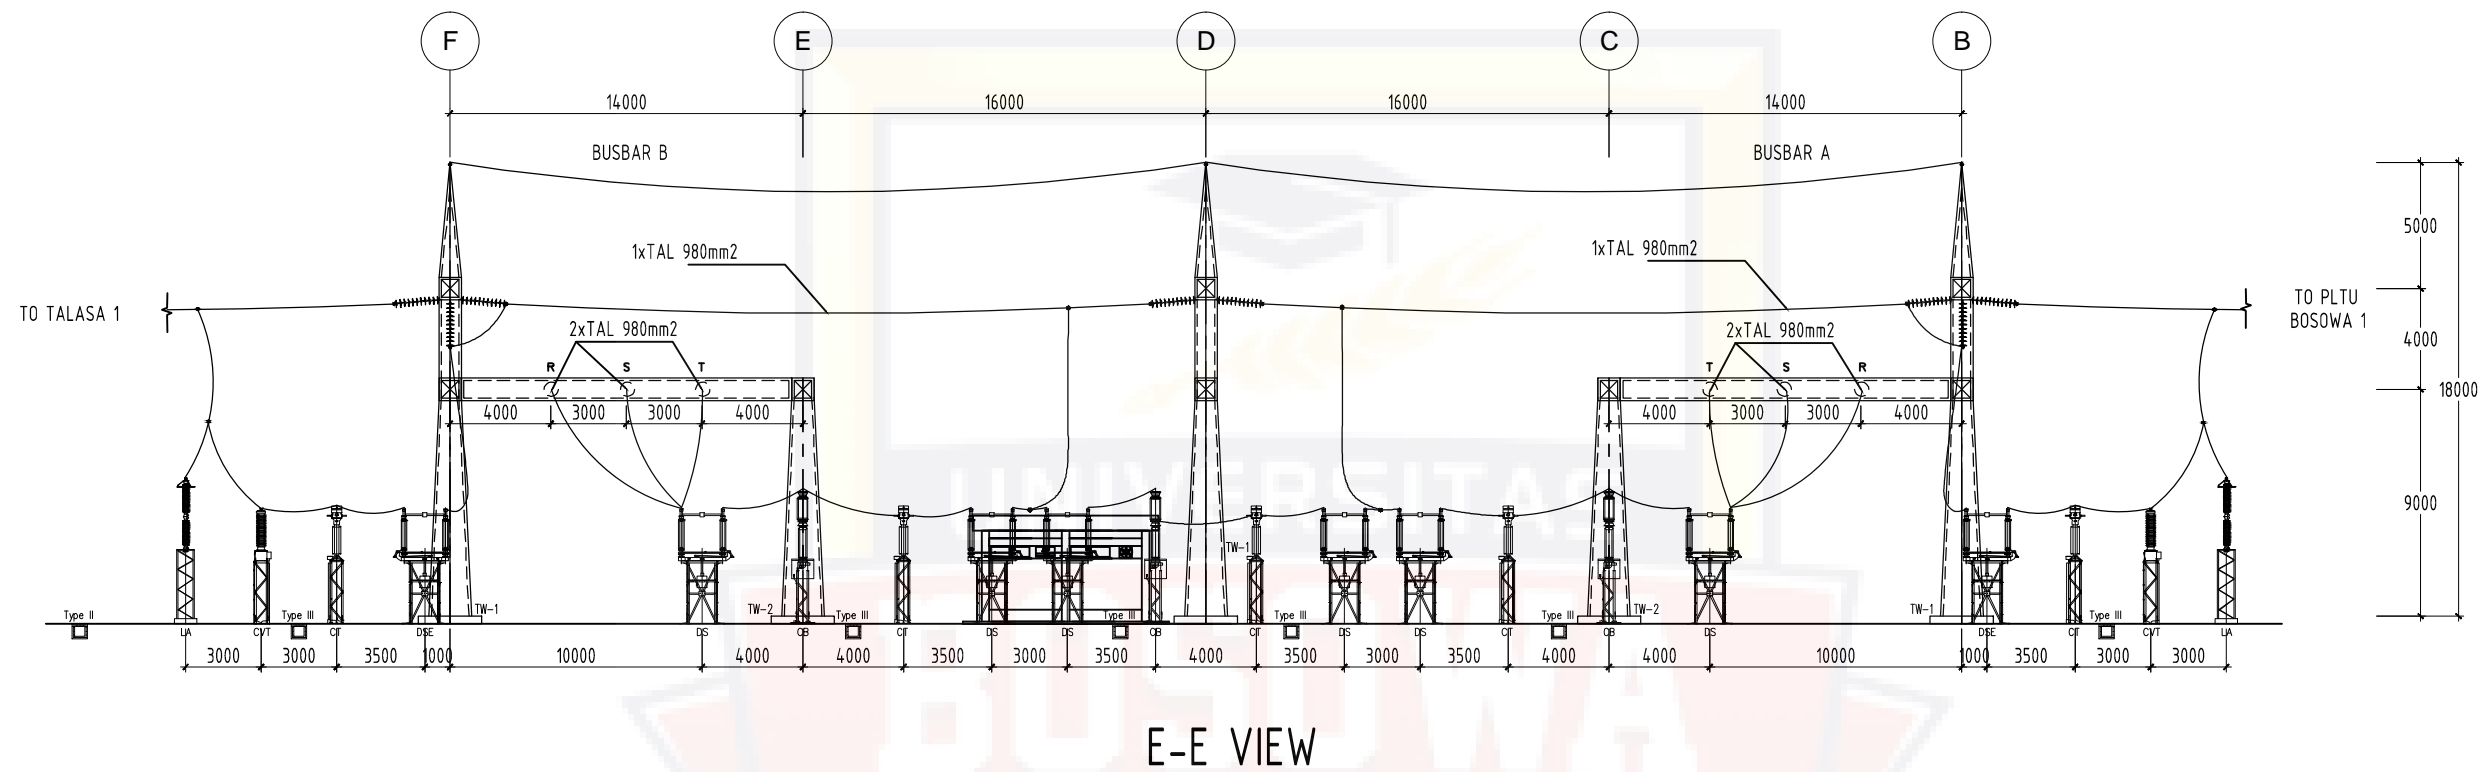 F E D C B
14000 16000 16000 14000
BUSBAR B BUSBAR A
1xTAL 980mm2 1xTAL 980mm2
5000
TO TALASA 1
TO PLTU
BOSOWA 1
2xTAL 980mm2 2xTAL 980mm2
4000
R S T T S R
18000
4000 3000 3000 4000 4000 3000 3000 4000
UNIVERSITAS
9000
TW-1
Type II Type III TW-1 TW-2 Type III Type III Type III Type III TW-2 TW-1 Type III
LA CVT CT DSE DS CB CT DS DS CB CT DS DS CT CB DS DSE CT CVT LA
3000 3000 3500 1000 10000 4000 4000 3500 3000 3500 4000 3500 3000 3500 4000 4000 10000 1000 3500 3000 3000
BOSOWA
E-E VIEW